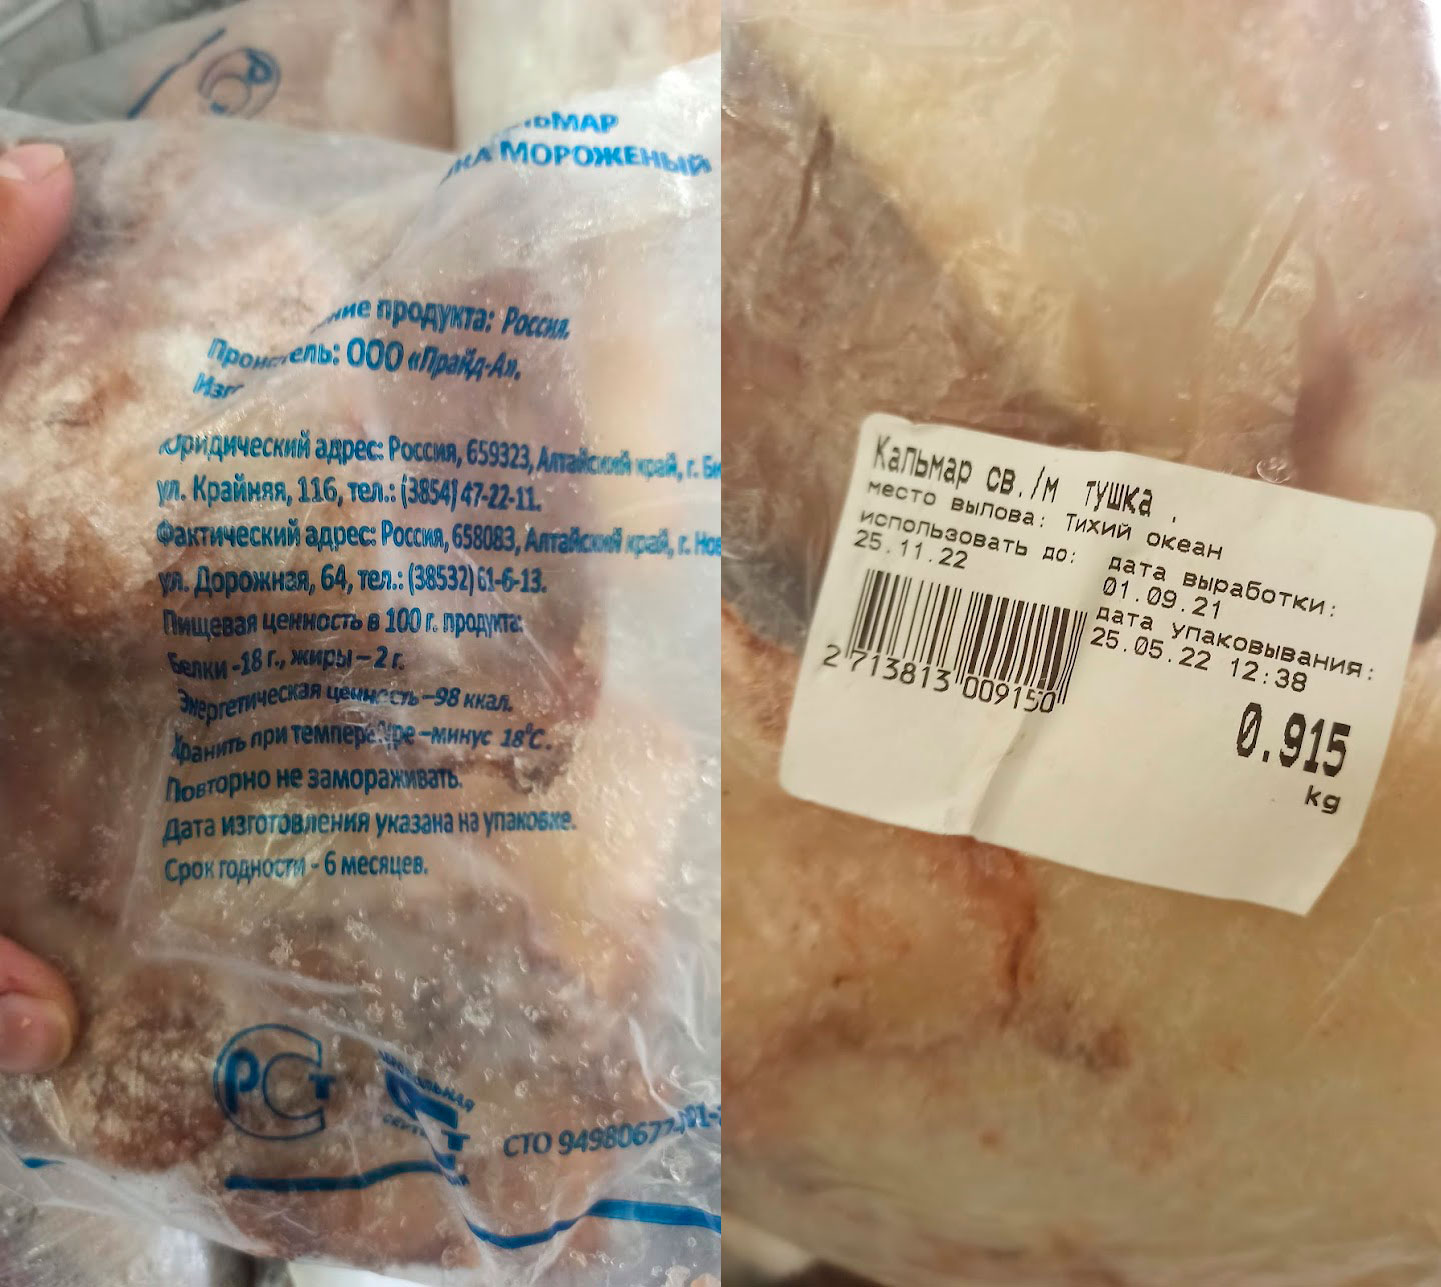 МОРОЖЕНЫЙ
продукта: Россия.
ООО «Прайд-А».
Юридический адрес: Россия, 659323, Алтайский край, г.
ул. Крайняя, 116, тел.: (3854) 47-22-11.
Фактический адрес: Россия, 658083, Алтайский край, г.
ул. Дорожная, 64, тел.: (38532) 61-6-13.
Пищевая ценность в 100 г. продукта:
Белки -18 г., жиры – 2 г.
Энергетическая ценность –98 ккал.
Хранить при температуре –минус 18°С.
Повторно не замораживать.
Дата изготовления указана на упаковке.
Срок годности - 6 месяцев.
РСТ
СТО
Кальмар св./м тушка .
место вылова: Тихий океан
использовать до:
25.11.22
дата выработки:
01.09.21
дата упаковывания:
25.05.22 12:38
2 713813 009150
0.915
kg